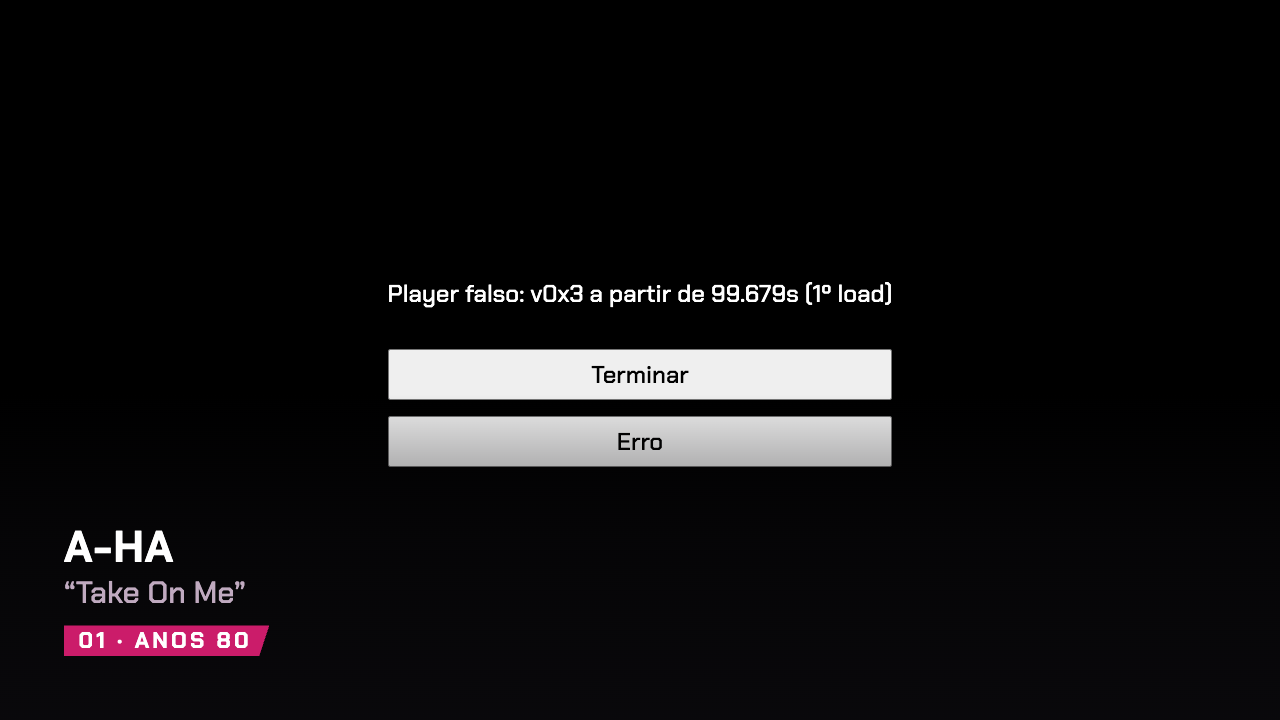 Player falso: v0x3 a partir de 99.679s (1º load)
Terminar
Erro
A-HA
“Take On Me”
01 · ANOS 80